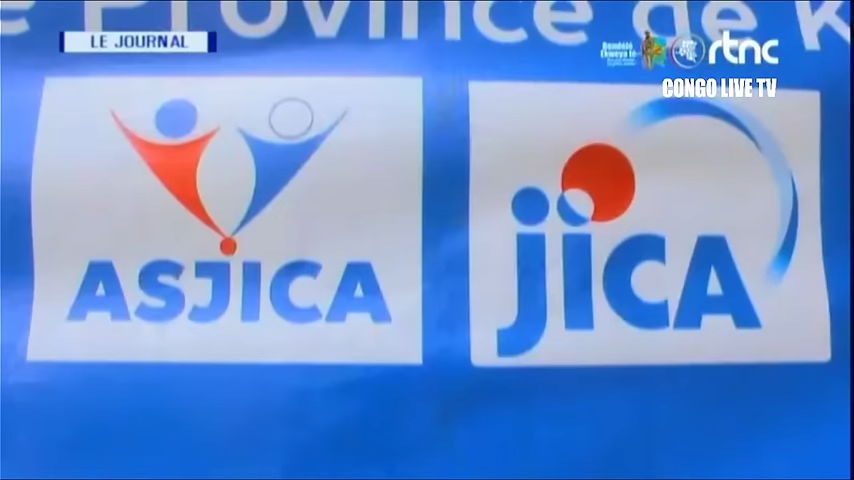 e Province de K
LE JOURNAL
rtnc
CONGO LIVE TV
ASJICA
jICA